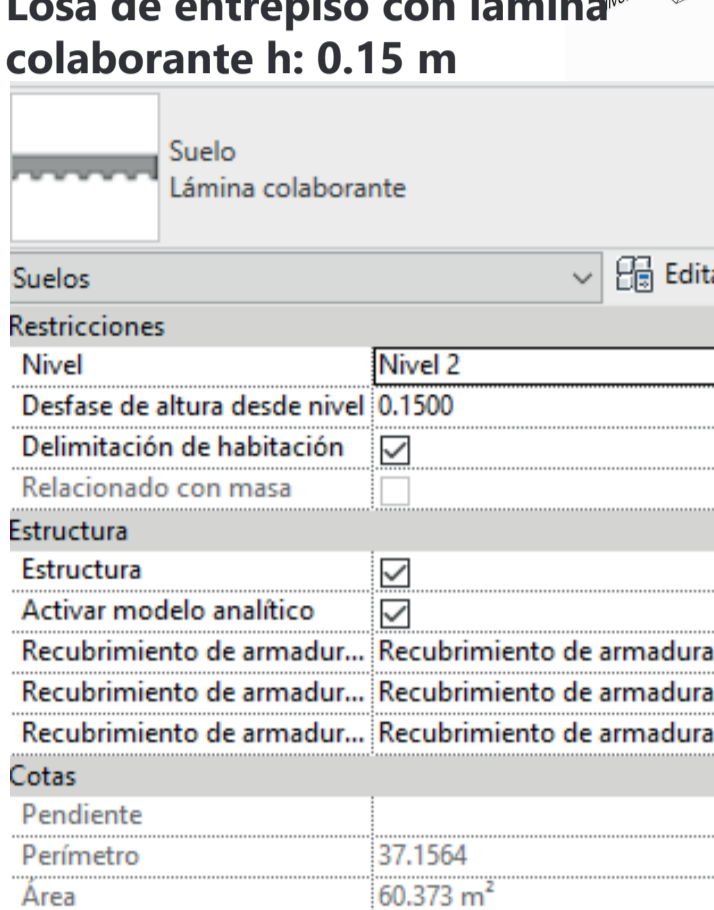 Losa de entrepiso con lámina
colaborante h: 0.15 m
Suelo
Lámina colaborante
Suelos
Restricciones
Nivel Nivel 2
Desfase de altura desde nivel 0.1500
Delimitación de habitación
Relacionado con masa
Estructura
Estructura
Activar modelo analítico
Recubrimiento de armadur... Recubrimiento de armadura
Recubrimiento de armadur... Recubrimiento de armadura
Recubrimiento de armadur... Recubrimiento de armadura
Cotas
Pendiente
Perímetro 37.1564
Área 60.373 m²